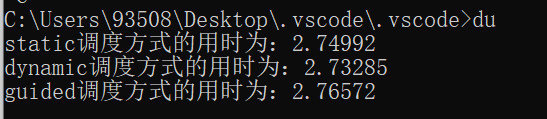 C:\Users\93508\Desktop\.vscode\.vscode>du
static调度方式的用时为：2.74992
dynamic调度方式的用时为：2.73285
guided调度方式的用时为：2.76572